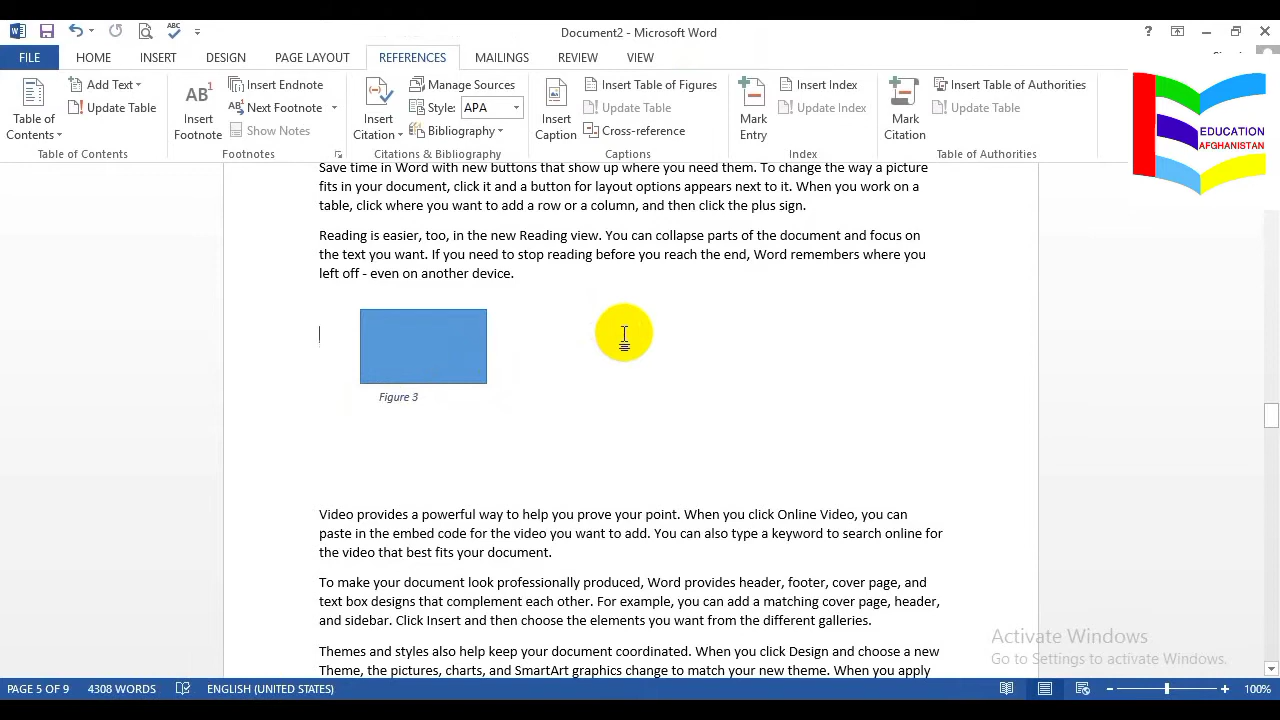 Document2 - Microsoft Word
FILE HOME INSERT DESIGN PAGE LAYOUT REFERENCES MAILINGS REVIEW VIEW
Table of Contents
Add Text
Update Table
Table of Contents
AB1
Insert Footnote
Insert Endnote
Next Footnote
Show Notes
Footnotes
Insert Citation
Manage Sources
Style: APA
Bibliography
Citations & Bibliography
Insert Caption
Insert Table of Figures
Update Table
Cross-reference
Captions
Mark Entry
Insert Index
Update Index
Index
Mark Citation
Insert Table of Authorities
Update Table
Table of Authorities
EDUCATION
AFGHANISTAN
Save time in Word with new buttons that show up where you need them. To change the way a picture
fits in your document, click it and a button for layout options appears next to it. When you work on a
table, click where you want to add a row or a column, and then click the plus sign.
Reading is easier, too, in the new Reading view. You can collapse parts of the document and focus on
the text you want. If you need to stop reading before you reach the end, Word remembers where you
left off - even on another device.
Figure 3
Video provides a powerful way to help you prove your point. When you click Online Video, you can
paste in the embed code for the video you want to add. You can also type a keyword to search online for
the video that best fits your document.
To make your document look professionally produced, Word provides header, footer, cover page, and
text box designs that complement each other. For example, you can add a matching cover page, header,
and sidebar. Click Insert and then choose the elements you want from the different galleries.
Themes and styles also help keep your document coordinated. When you click Design and choose a new
Theme, the pictures, charts, and SmartArt graphics change to match your new theme. When you apply
Activate Windows
Go to Settings to activate Windows.
PAGE 5 OF 9 4308 WORDS ENGLISH (UNITED STATES) 100%